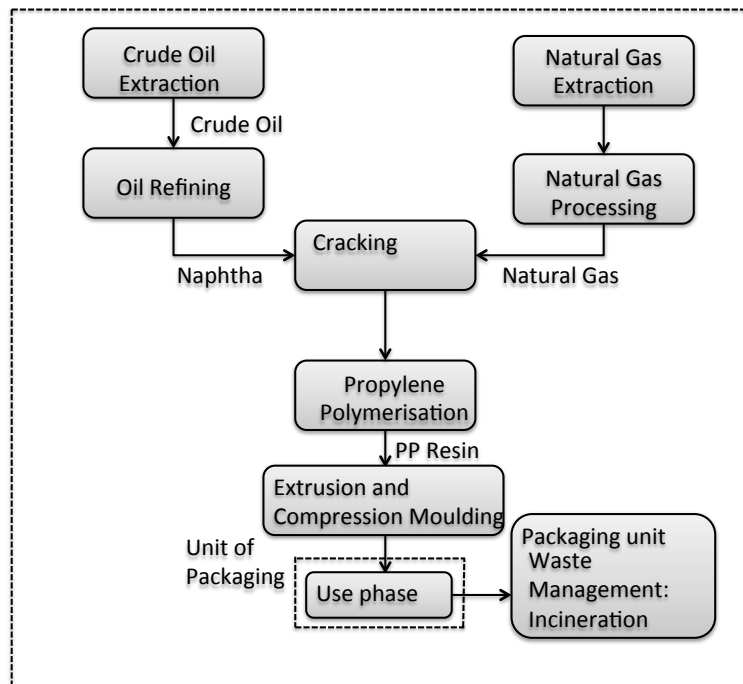 Crude Oil
Extraction
Natural Gas
Extraction
Crude Oil
Oil Refining
Natural Gas
Processing
Cracking
Naphtha
Natural Gas
Propylene
Polymerisation
PP Resin
Extrusion and
Compression Moulding
Unit of
Packaging
Use phase
Packaging unit
Waste
Management:
Incineration